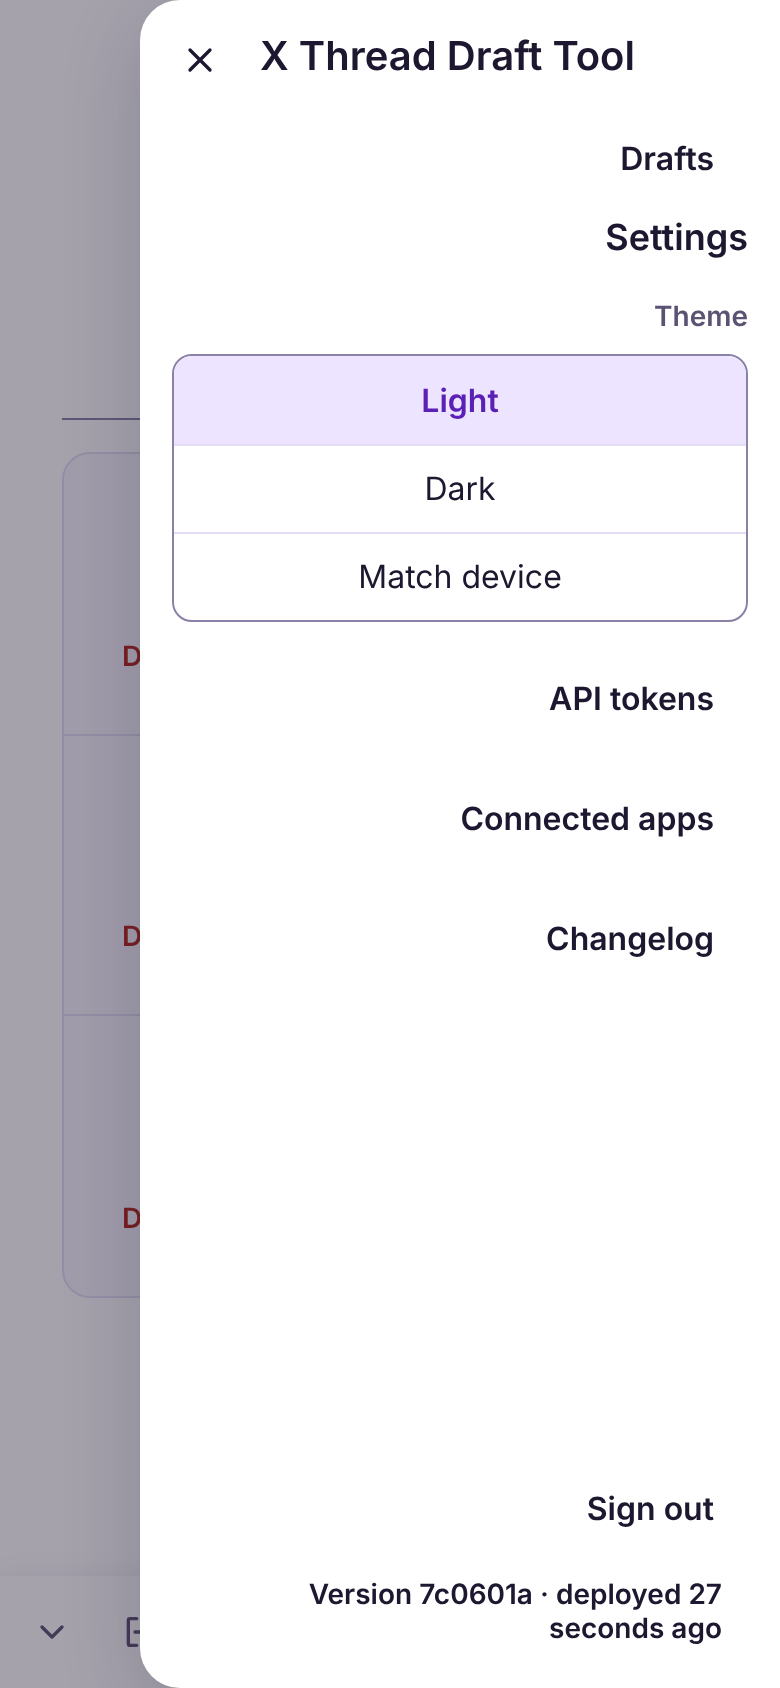 X Thread Draft Tool
Drafts
Settings
Theme
Light
Dark
Match device
D
API tokens
Connected apps
D
Changelog
D
Sign out
Version 7c0601a · deployed 27
seconds ago